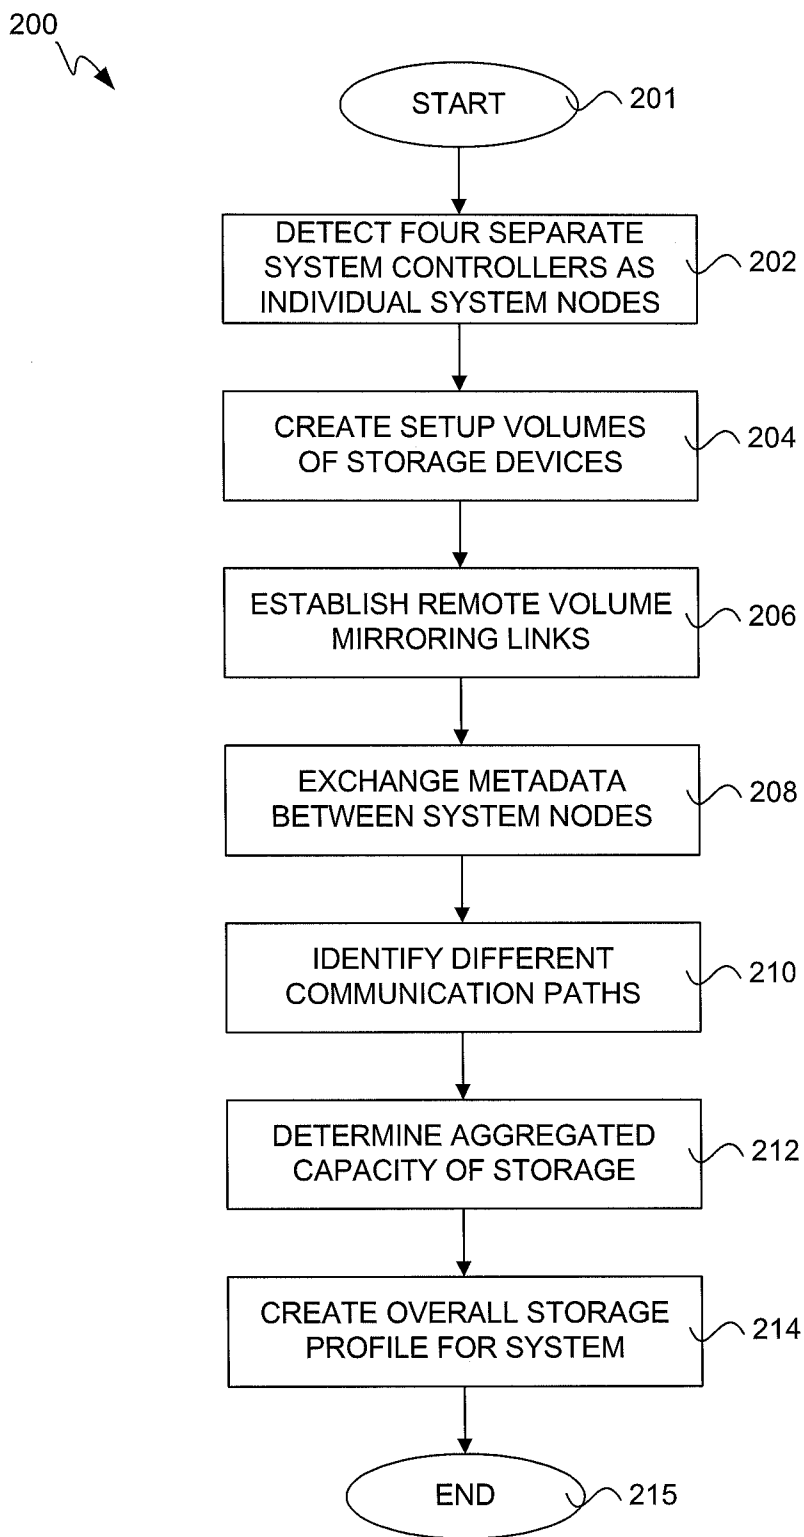 200
START
201
DETECT FOUR SEPARATE
SYSTEM CONTROLLERS AS
INDIVIDUAL SYSTEM NODES
202
CREATE SETUP VOLUMES
OF STORAGE DEVICES
204
ESTABLISH REMOTE VOLUME
MIRRORING LINKS
206
EXCHANGE METADATA
BETWEEN SYSTEM NODES
208
IDENTIFY DIFFERENT
COMMUNICATION PATHS
210
DETERMINE AGGREGATED
CAPACITY OF STORAGE
212
CREATE OVERALL STORAGE
PROFILE FOR SYSTEM
214
END
215